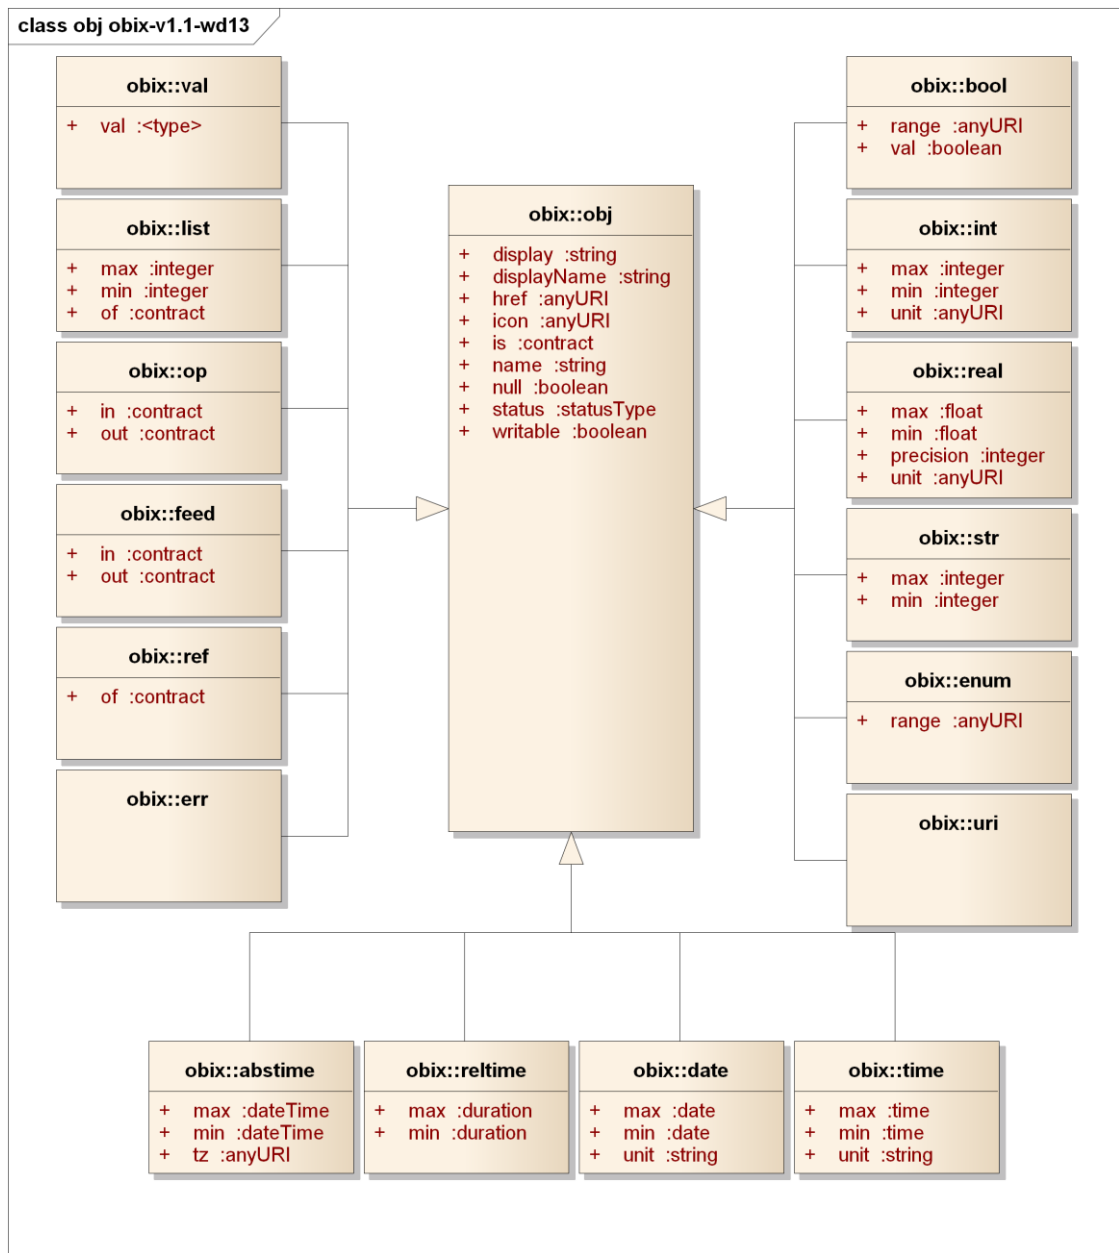 class obj obix-v1.1-wd13
obix::val
+ val :<type>
obix::list
+ max :integer
+ min :integer
+ of :contract
obix::op
+ in :contract
+ out :contract
obix::feed
+ in :contract
+ out :contract
obix::ref
+ of :contract
obix::err
obix::obj
+ display :string
+ displayName :string
+ href :anyURI
+ icon :anyURI
+ is :contract
+ name :string
+ null :boolean
+ status :statusType
+ writable :boolean
obix::bool
+ range :anyURI
+ val :boolean
obix::int
+ max :integer
+ min :integer
+ unit :anyURI
obix::real
+ max :float
+ min :float
+ precision :integer
+ unit :anyURI
obix::str
+ max :integer
+ min :integer
obix::enum
+ range :anyURI
obix::uri
obix::abstime
+ max :dateTime
+ min :dateTime
+ tz :anyURI
obix::reltime
+ max :duration
+ min :duration
obix::date
+ max :date
+ min :date
+ unit :string
obix::time
+ max :time
+ min :time
+ unit :string